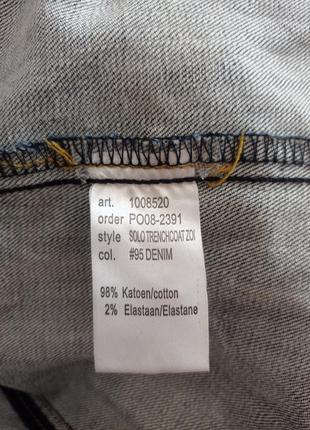 art. 1008520
order PO08-2391
style SOLO TRENCHCOAT ZOI
col. #95 DENIM
98% Katoen/cotton
2% Elastaan/Elastane